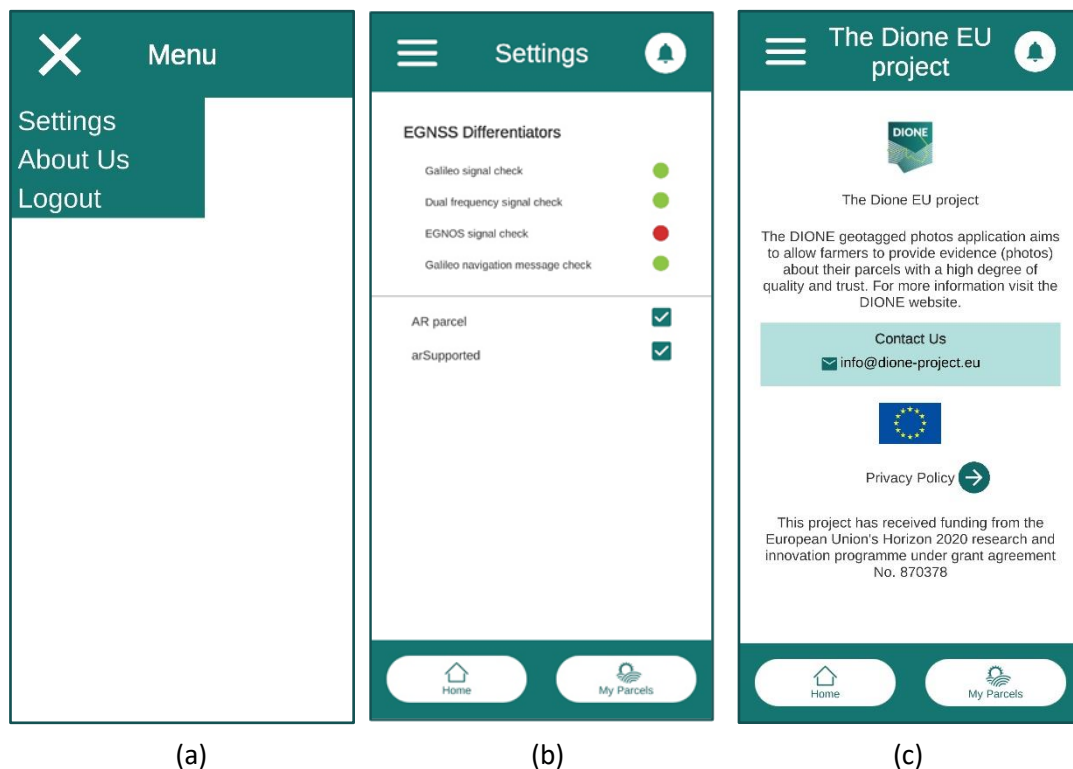 Menu
Settings
About Us
Logout
(a)
Settings
EGNSS Differentiators
Galileo signal check
Dual frequency signal check
EGNOS signal check
Galileo navigation message check
AR parcel
arSupported
Home
My Parcels
(b)
The Dione EU
project
DIONE
The Dione EU project
The DIONE geotagged photos application aims
to allow farmers to provide evidence (photos)
about their parcels with a high degree of
quality and trust. For more information visit the
DIONE website.
Contact Us
info@dione-project.eu
Privacy Policy
This project has received funding from the
European Union's Horizon 2020 research and
innovation programme under grant agreement
No. 870378
Home
My Parcels
(c)